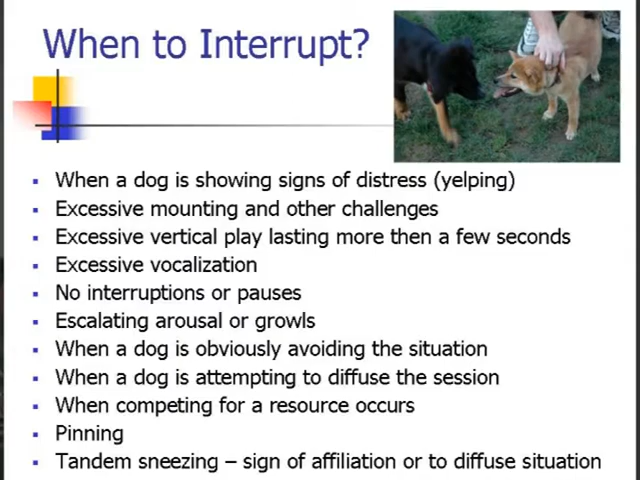 When to Interrupt?
When a dog is showing signs of distress (yelping)
Excessive mounting and other challenges
Excessive vertical play lasting more then a few seconds
Excessive vocalization
No interruptions or pauses
Escalating arousal or growls
When a dog is obviously avoiding the situation
When a dog is attempting to diffuse the session
When competing for a resource occurs
Pinning
Tandem sneezing – sign of affiliation or to diffuse situation